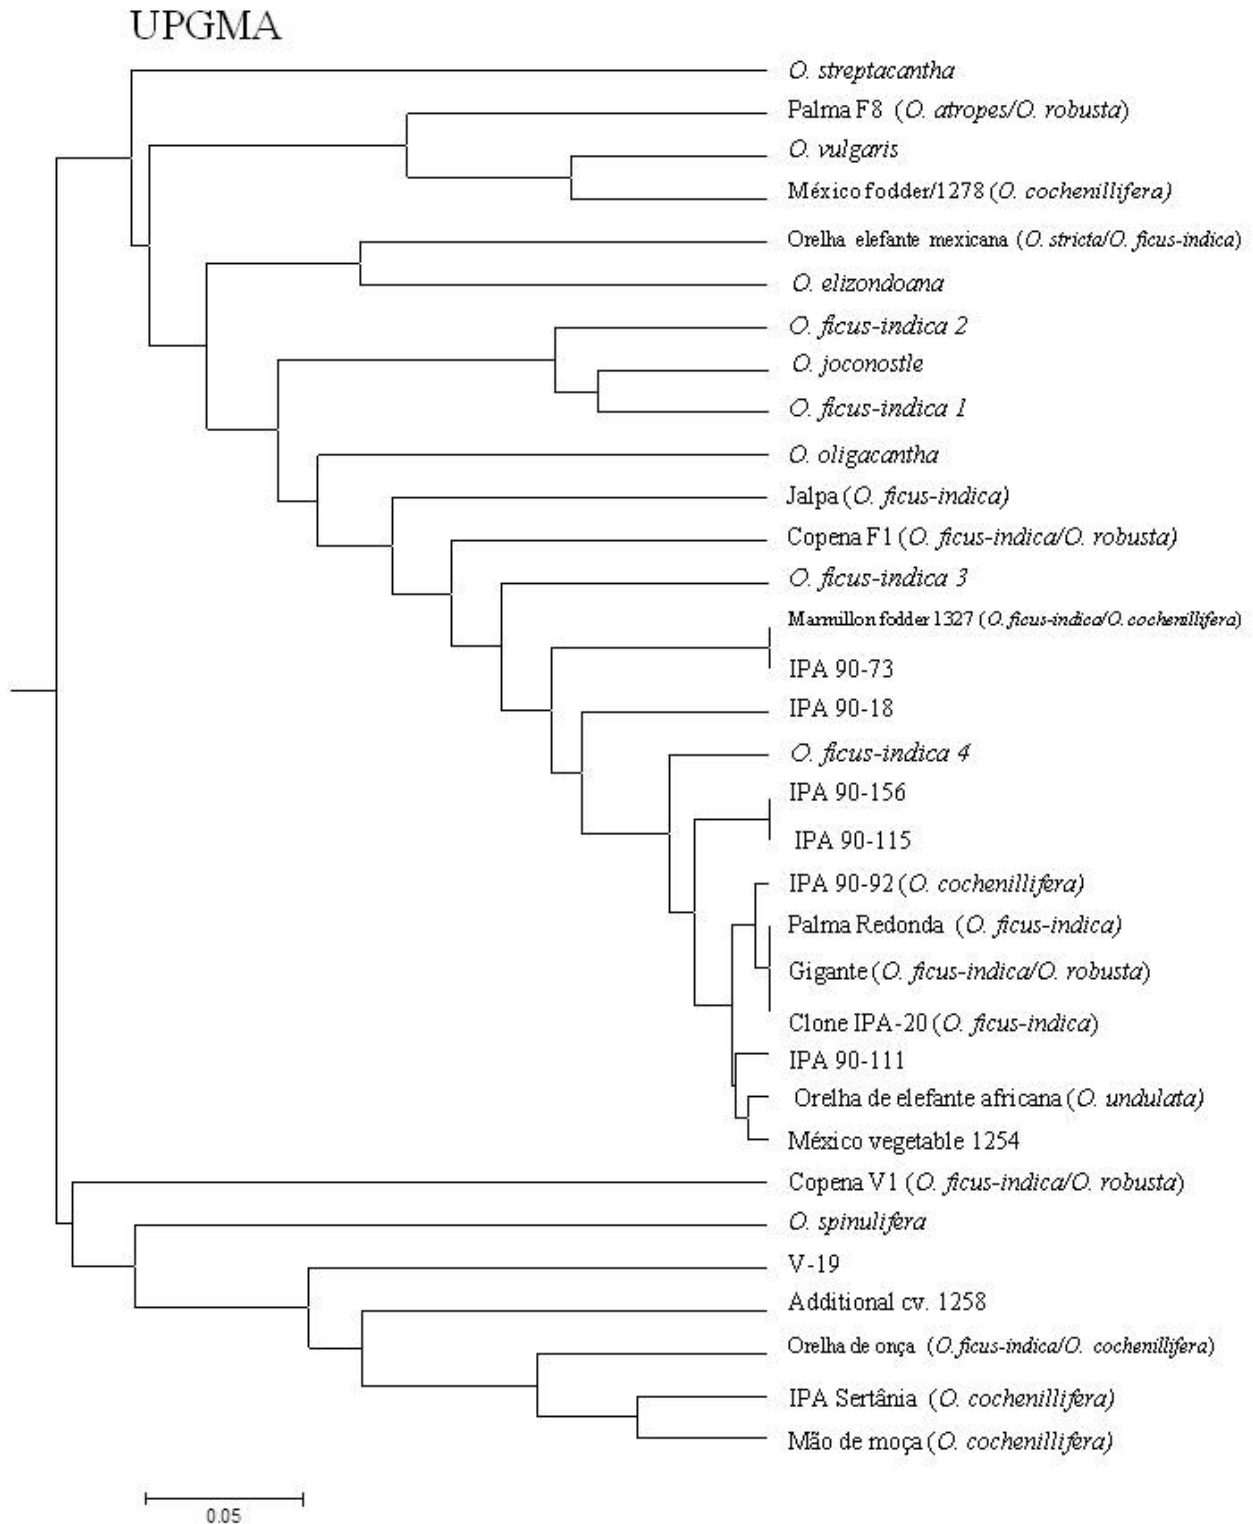 UPGMA
O. streptacantha
Palma F8 (O. atropes/O. robusta)
O. vulgaris
México fodder/1278 (O. cochenillifera)
Orelha elefante mexicana (O. stricta/O. ficus-indica)
O. elizondoana
O. ficus-indica 2
O. joconostle
O. ficus-indica 1
O. oligacantha
Jalpa (O. ficus-indica)
Copena F1 (O. ficus-indica/O. robusta)
O. ficus-indica 3
Marmillon fodder 1327 (O. ficus-indica/O. cochenillifera)
IPA 90-73
IPA 90-18
O. ficus-indica 4
IPA 90-156
IPA 90-115
IPA 90-92 (O. cochenillifera)
Palma Redonda (O. ficus-indica)
Gigante (O. ficus-indica/O. robusta)
Clone IPA-20 (O. ficus-indica)
IPA 90-111
Orelha de elefante africana (O. undulata)
México vegetable 1254
Copena V1 (O. ficus-indica/O. robusta)
O. spinulifera
V-19
Additional cv. 1258
Orelha de onça (O. ficus-indica/O. cochenillifera)
IPA Sertânia (O. cochenillifera)
Mão de moça (O. cochenillifera)
0.05